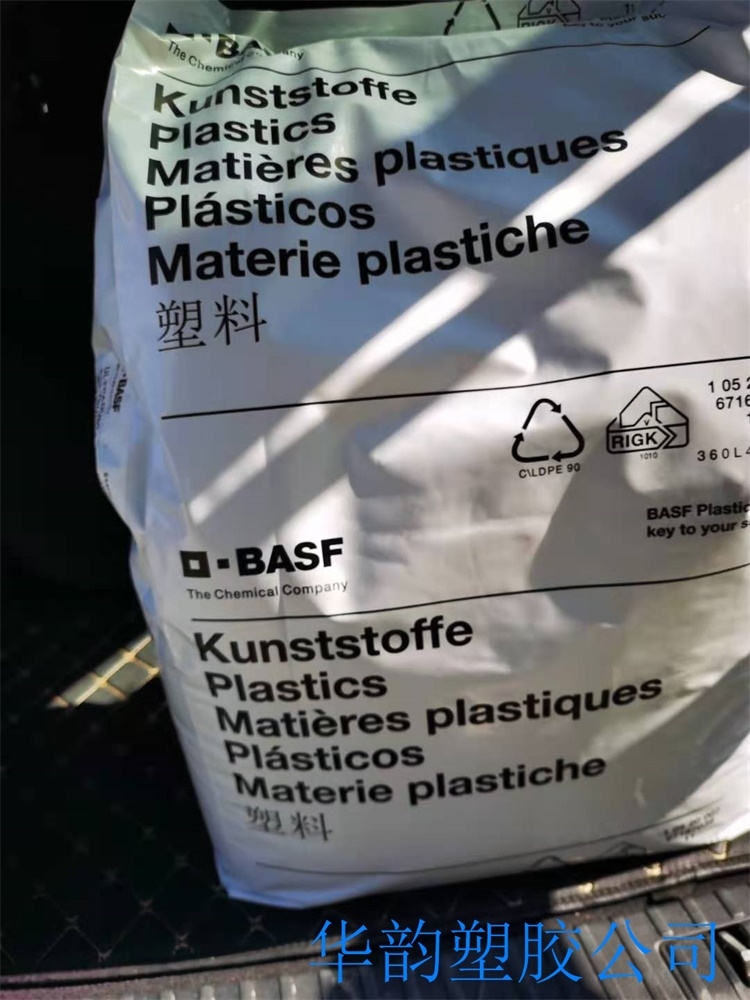 The Chemical Company
Kunststoffe
Plastics
Matières plastiques
Plásticos
Materie plastiche
塑料
C\LDPE 90
RIGK
1010
1 05 2
6716
360L4
BASF Plastic
key to your s
BASF
The Chemical Company
Kunststoffe
Plastics
Matières plastiques
Plásticos
Materie plastiche
塑料
华韵塑胶公司